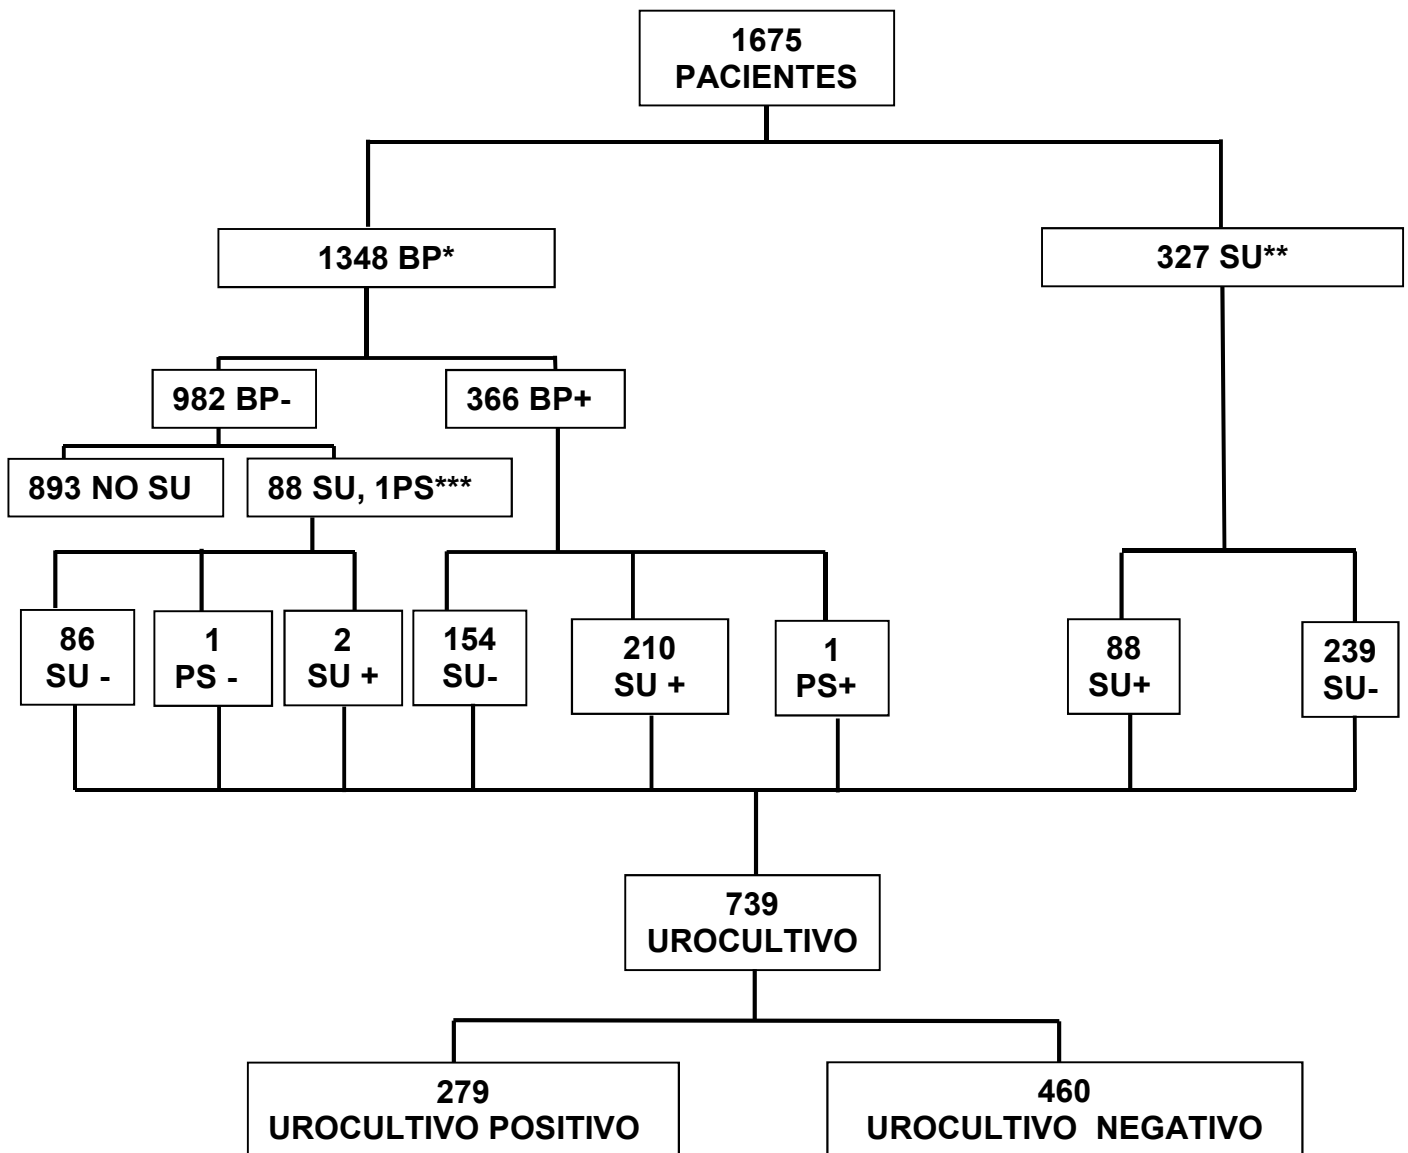 1675
PACIENTES
1348 BP*
327 SU**
982 BP-
366 BP+
893 NO SU
88 SU, 1PS***
86
SU -
1
PS -
2
SU +
154
SU-
210
SU +
1
PS+
88
SU+
239
SU-
739
UROCULTIVO
279
UROCULTIVO POSITIVO
460
UROCULTIVO NEGATIVO